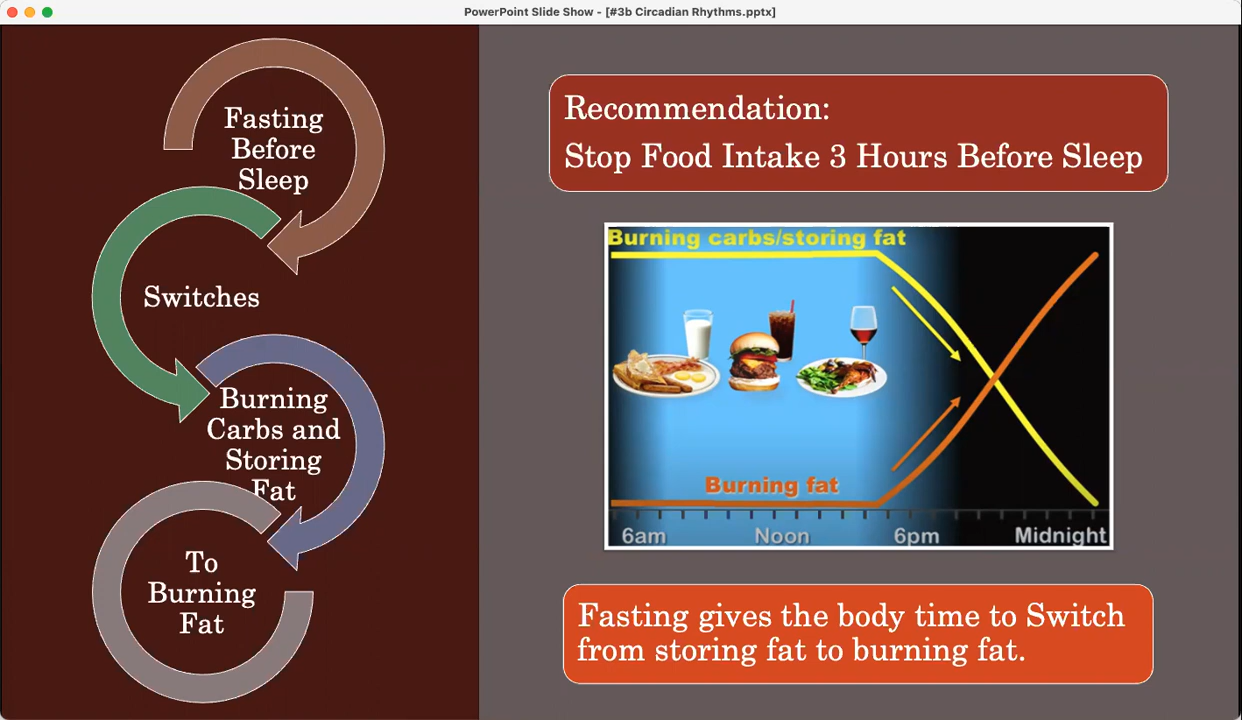 PowerPoint Slide Show - [#3b Circadian Rhythms.pptx]
Fasting
Before
Sleep
Switches
Burning
Carbs and
Storing
Fat
To
Burning
Fat
Recommendation:
Stop Food Intake 3 Hours Before Sleep
Burning carbs/storing fat
Burning fat
6am Noon 6pm Midnight
Fasting gives the body time to Switch
from storing fat to burning fat.